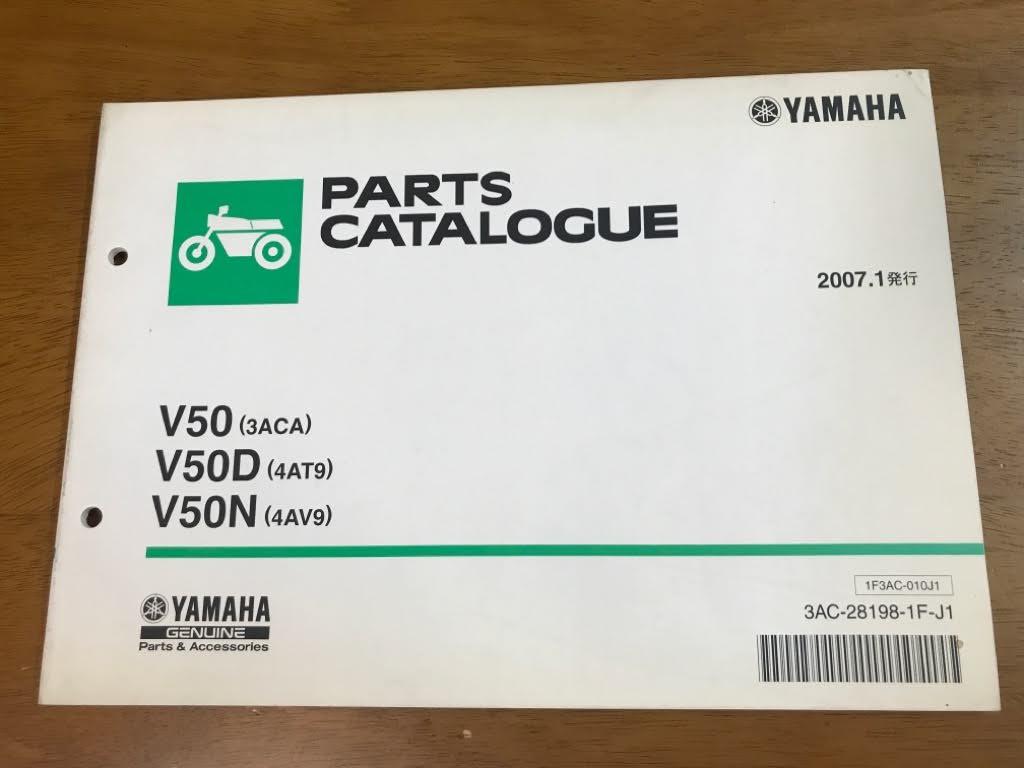 YAMAHA
PARTS
CATALOGUE
2007.1発行
V50 (3ACA)
V50D (4AT9)
V50N (4AV9)
1F3AC-010J1
3AC-28198-1F-J1
YAMAHA
GENUINE
Parts & Accessories